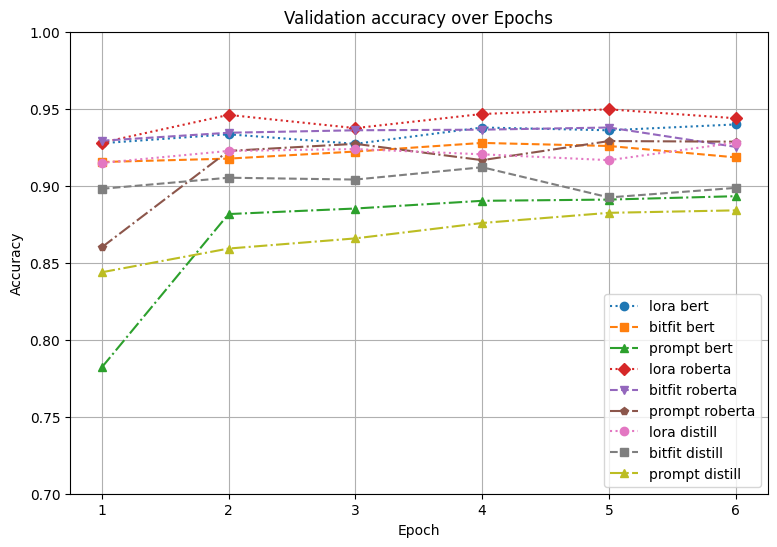 Validation accuracy over Epochs
1.00
0.95
0.90
0.85
0.80
0.75
0.70
Accuracy
lora bert
bitfit bert
prompt bert
lora roberta
bitfit roberta
prompt roberta
lora distill
bitfit distill
prompt distill
1 2 3 4 5 6
Epoch